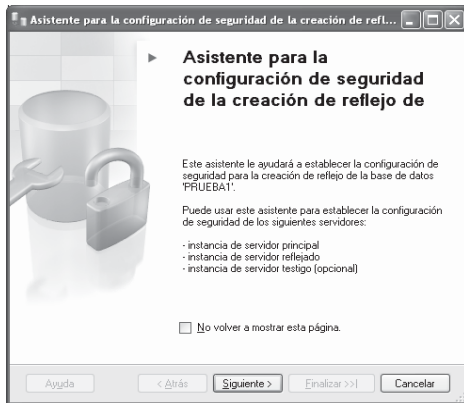 Asistente para la configuración de seguridad de la creación de refl...
Asistente para la
configuración de seguridad
de la creación de reflejo de
Este asistente le ayudará a establecer la configuración de
seguridad para la creación de reflejo de la base de datos
'PRUEBA1'.
Puede usar este asistente para establecer la configuración
de seguridad de los siguientes servidores:
- instancia de servidor principal
- instancia de servidor reflejado
- instancia de servidor testigo (opcional)
No volver a mostrar esta página.
Ayuda
< Atrás
Siguiente >
Finalizar >>|
Cancelar